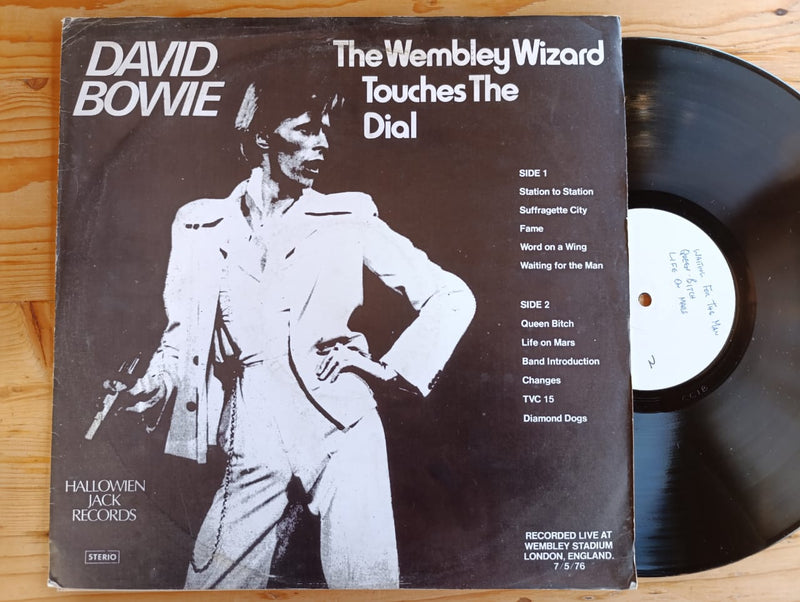 DAVID
BOWIE
The Wembley Wizard
Touches The
Dial
SIDE 1
Station to Station
Suffragette City
Fame
Word on a Wing
Waiting for the Man
SIDE 2
Queen Bitch
Life on Mars
Band Introduction
Changes
TVC 15
Diamond Dogs
HALLOWIEN
JACK
RECORDS
STERIO
RECORDED LIVE AT
WEMBLEY STADIUM
LONDON, ENGLAND.
7/5/76
WAITING FOR THE MAN
QUEEN BITCH
LIFE ON MARS
2